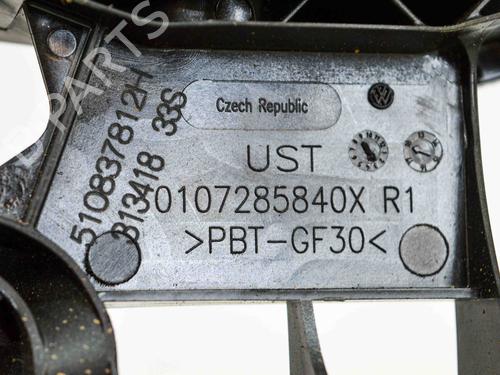 Czech Republic
UST
0107285840X R1
>PBT-GF30<
510837812H
313418 33S